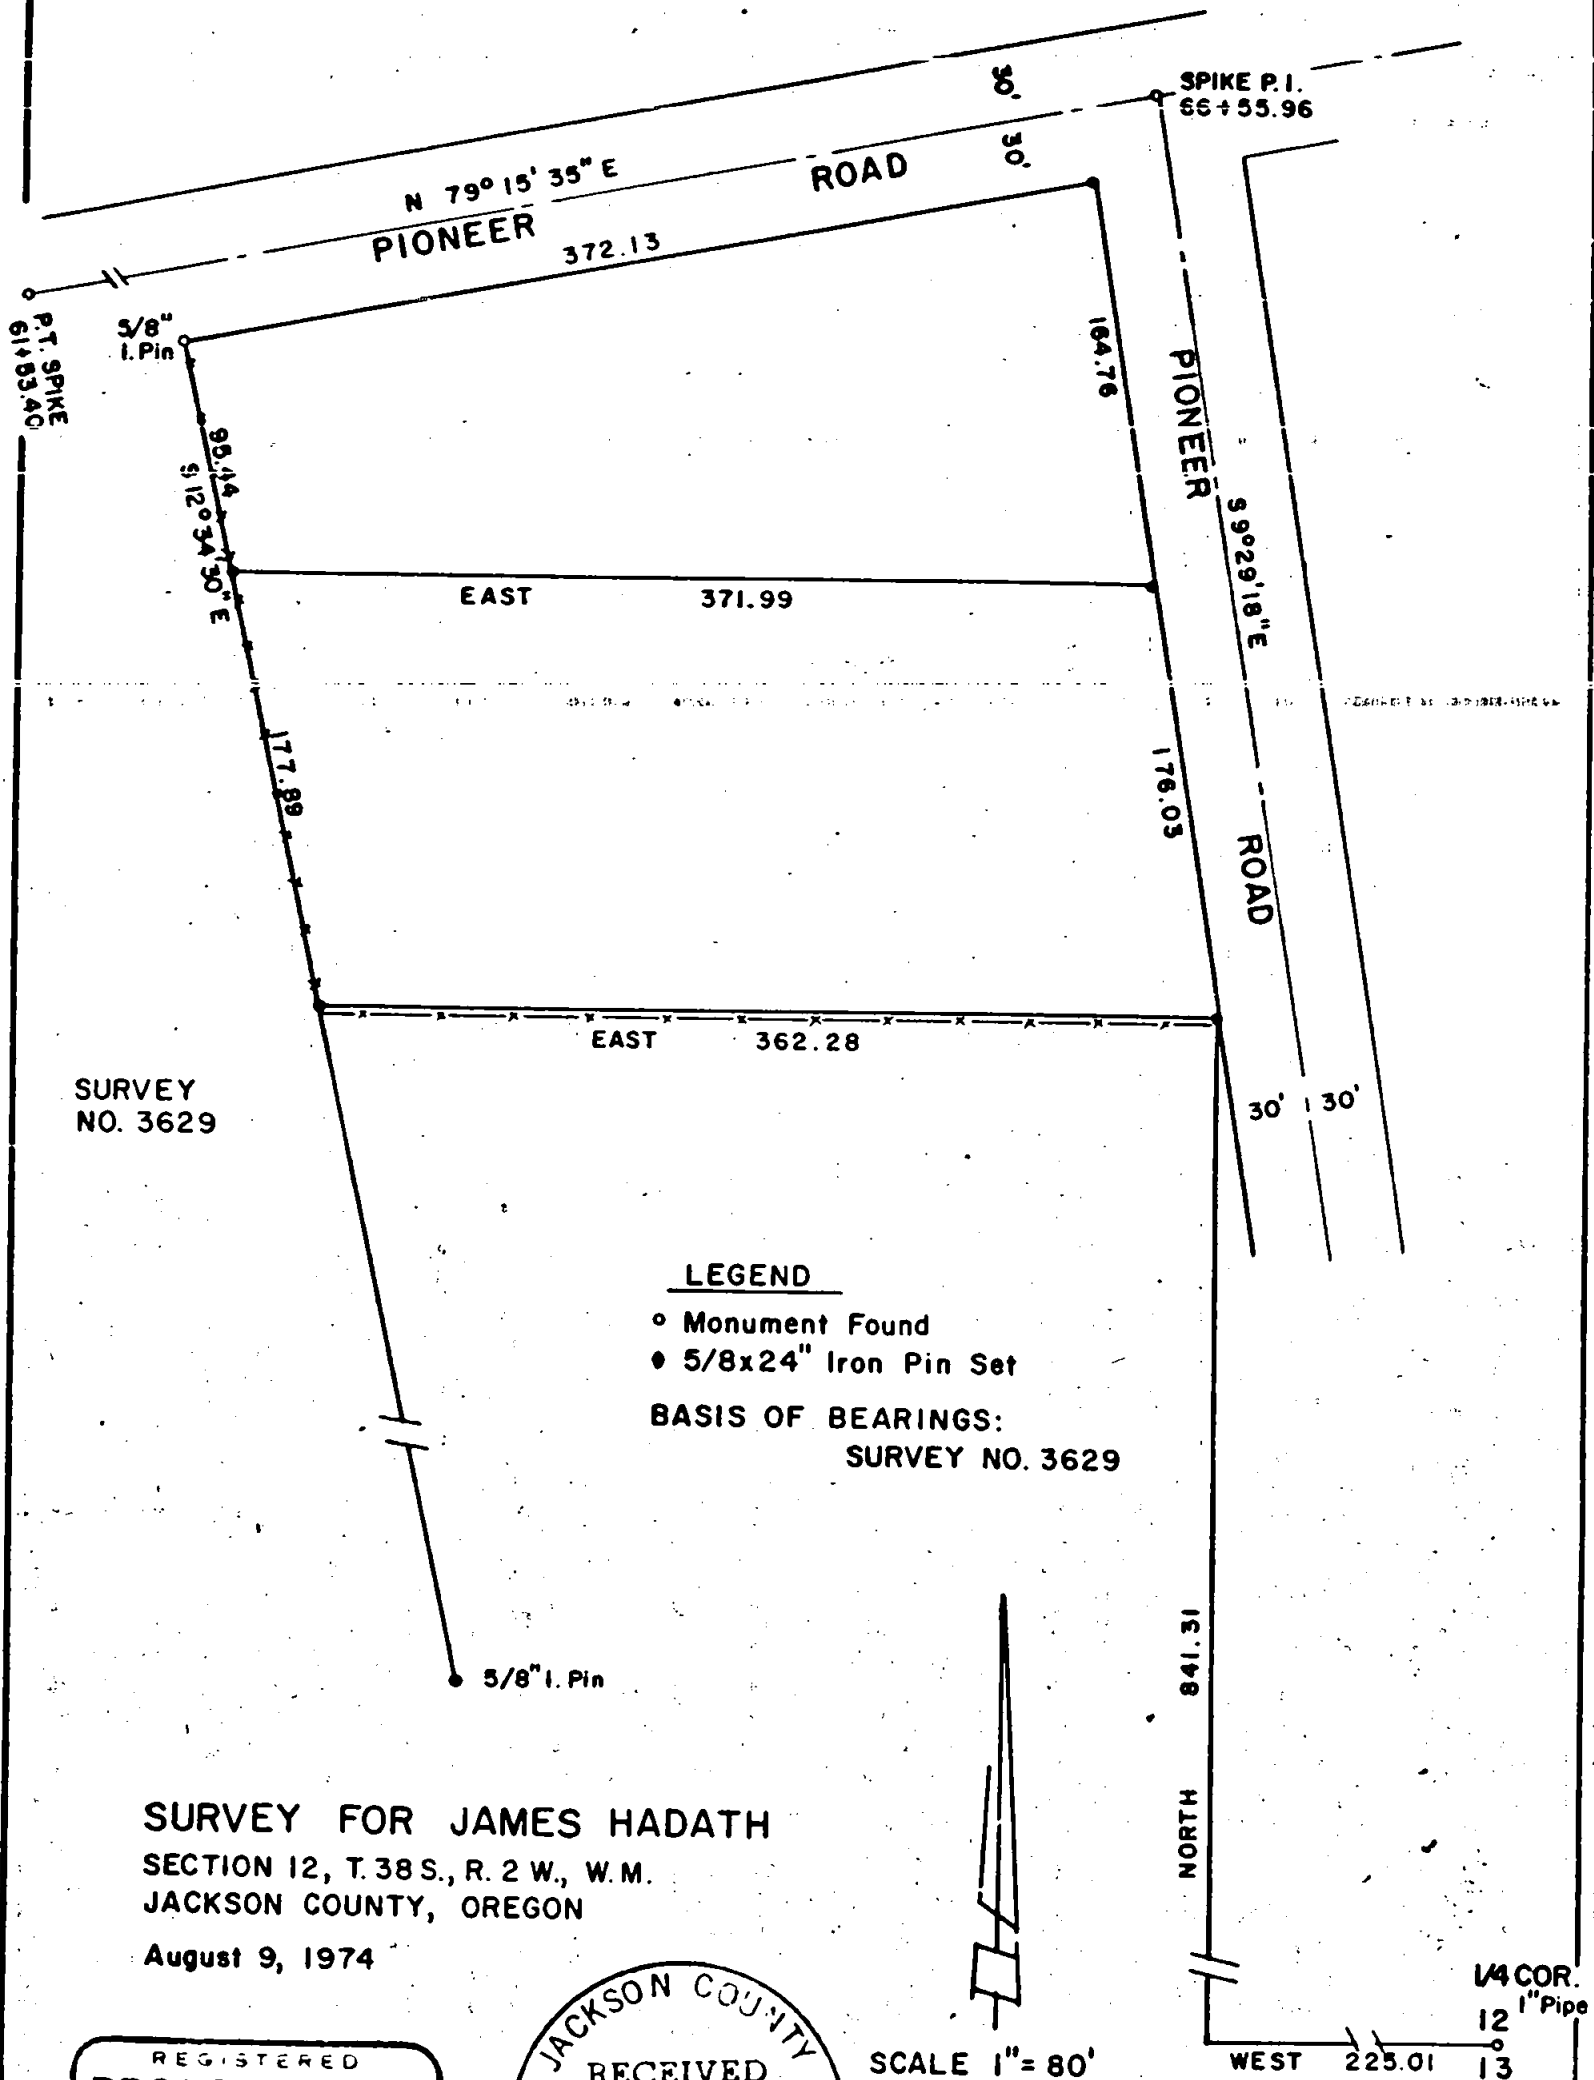 30'
SPIKE P.I.
66+55.96
30'
N 79° 15' 35" E
PIONEER ROAD
372.13
P.T. SPIKE
61+83.40
5/8"
I. Pin
164.76
PIONEER
95.44
S 12° 34' 30" E
S 9° 29' 18" E
EAST 371.99
177.89
176.03
ROAD
EAST 362.28
SURVEY
NO. 3629
30' 30'
LEGEND
○ Monument Found
● 5/8x24" Iron Pin Set
BASIS OF BEARINGS:
SURVEY NO. 3629
5/8" I. Pin
NORTH 841.31
SURVEY FOR JAMES HADATH
SECTION 12, T. 38 S., R. 2 W., W.M.
JACKSON COUNTY, OREGON
August 9, 1974
1/4 COR.
1" Pipe
12
13
WEST 225.01
SCALE 1"= 80'
JACKSON COUNTY
RECEIVED
REGISTERED